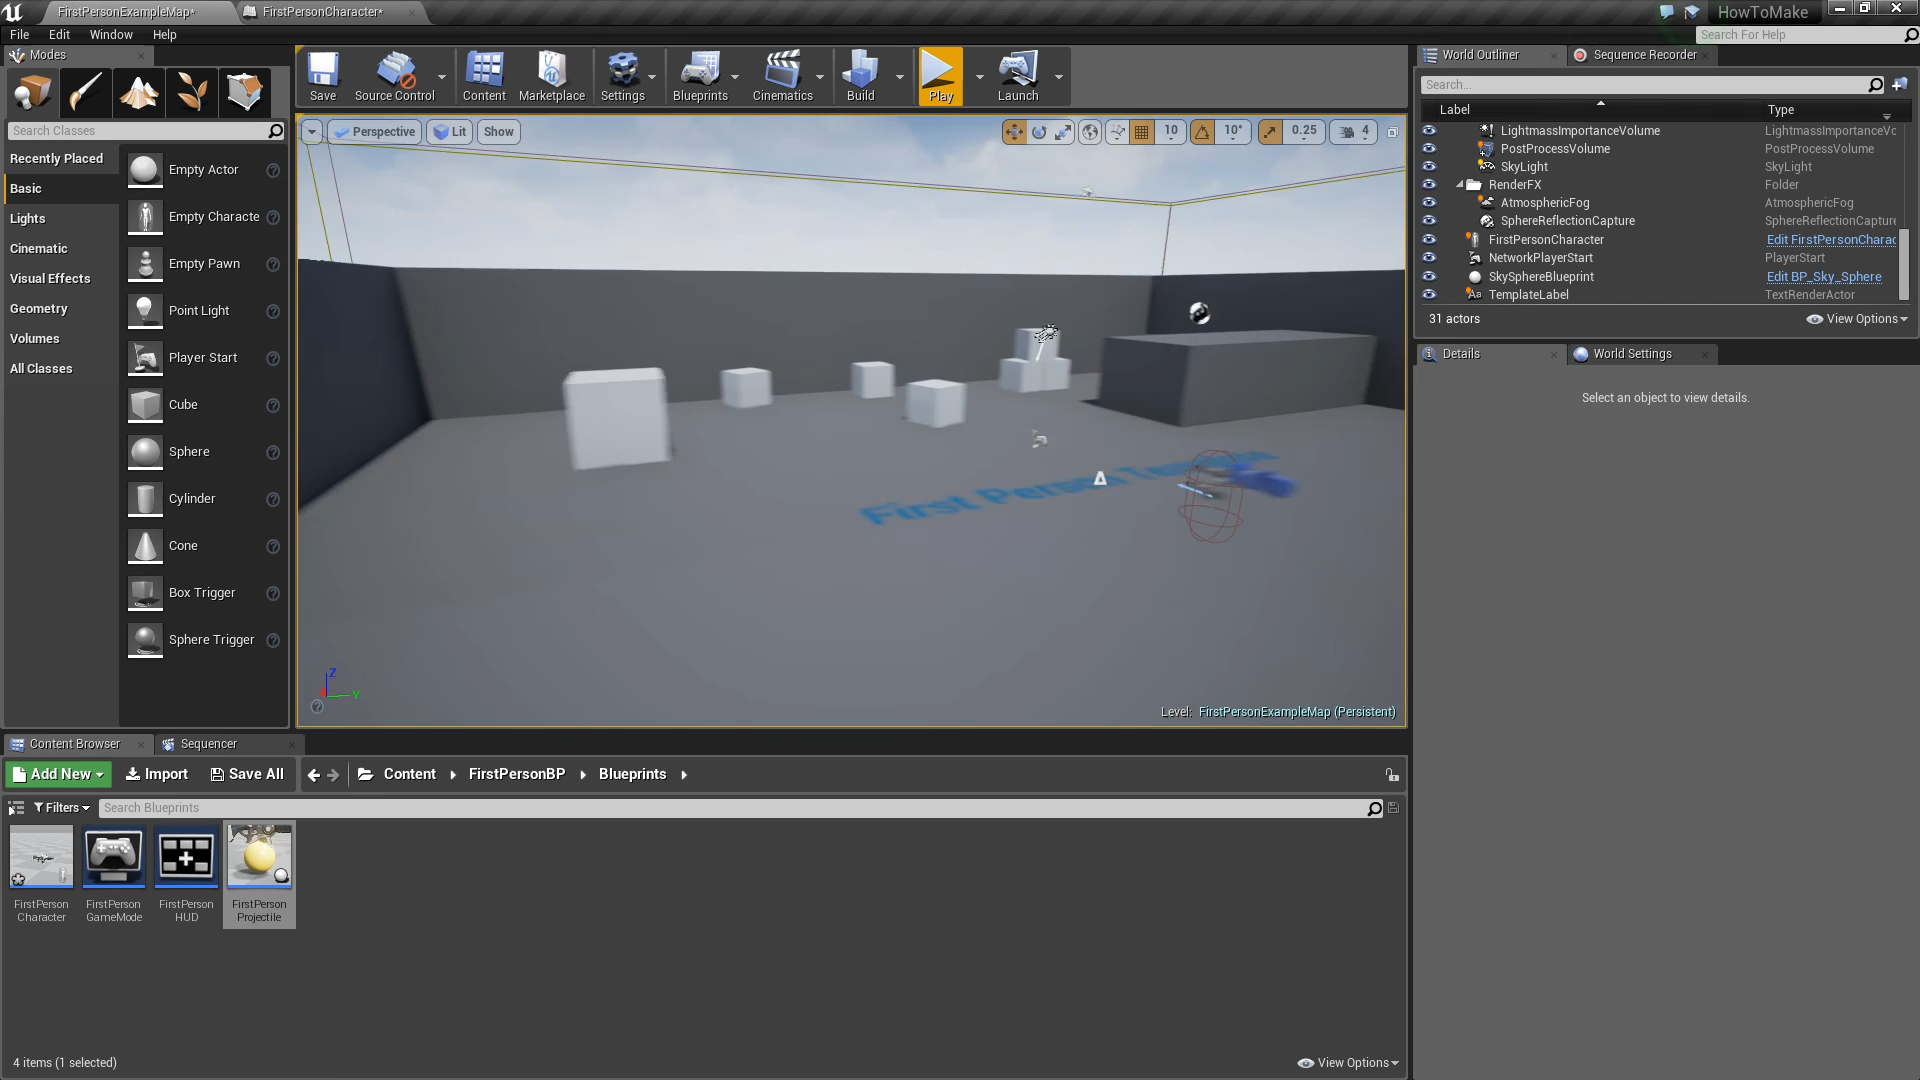 FirstPersonExampleMap*
FirstPersonCharacter*
HowToMake
File Edit Window Help
Search For Help
Modes
Search Classes
Recently Placed
Basic
Lights
Cinematic
Visual Effects
Geometry
Volumes
All Classes
Empty Actor
Empty Characte
Empty Pawn
Point Light
Player Start
Cube
Sphere
Cylinder
Cone
Box Trigger
Sphere Trigger
Save
Source Control
Content
Marketplace
Settings
Blueprints
Cinematics
Build
Play
Launch
Perspective Lit Show
10 10° 0.25 4
First Person
Z
Y
Level: FirstPersonExampleMap (Persistent)
World Outliner
Sequence Recorder
Search...
Label Type
LightmassImportanceVolume LightmassImportanceVc
PostProcessVolume PostProcessVolume
SkyLight SkyLight
RenderFX Folder
AtmosphericFog AtmosphericFog
SphereReflectionCapture SphereReflectionCapture
FirstPersonCharacter Edit FirstPersonCharac
NetworkPlayerStart PlayerStart
SkySphereBlueprint Edit BP_Sky_Sphere
TemplateLabel TextRenderActor
31 actors
View Options
Details
World Settings
Select an object to view details.
Content Browser
Sequencer
Add New Import Save All
Content FirstPersonBP Blueprints
Filters
Search Blueprints
FirstPerson
Character
FirstPerson
GameMode
FirstPerson
HUD
FirstPerson
Projectile
4 items (1 selected)
View Options